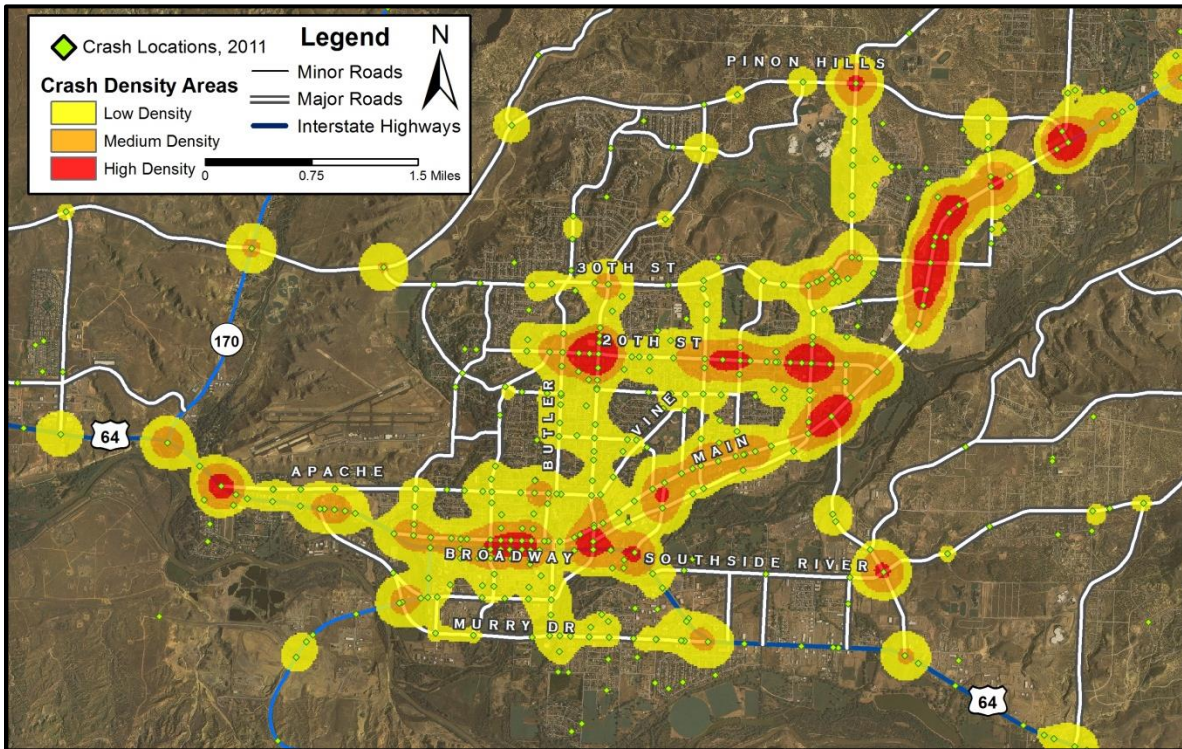 Legend
N
Crash Locations, 2011
Crash Density Areas
Low Density
Medium Density
High Density
Minor Roads
Major Roads
Interstate Highways
0 0.75 1.5 Miles
PINON HILLS
30TH ST
170
20TH ST
BUTLER
VINE
64
MAIN
APACHE
BROADWAY
SOUTHSIDE RIVER
MURRY DR
64